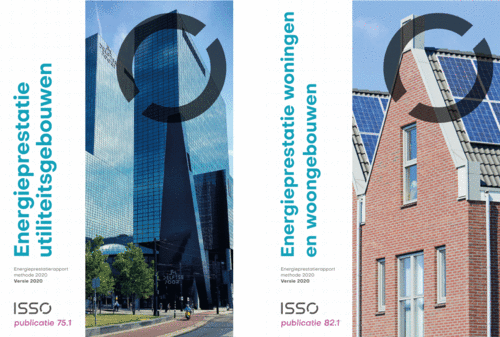 Energieprestatie
utiliteitsgebouwen
Energieprestatierapport
methode 2020
Versie 2020
ISSO
publicatie 75.1
Energieprestatie woningen
en woongebouwen
Energieprestatierapport
methode 2020
Versie 2020
ISSO
publicatie 82.1